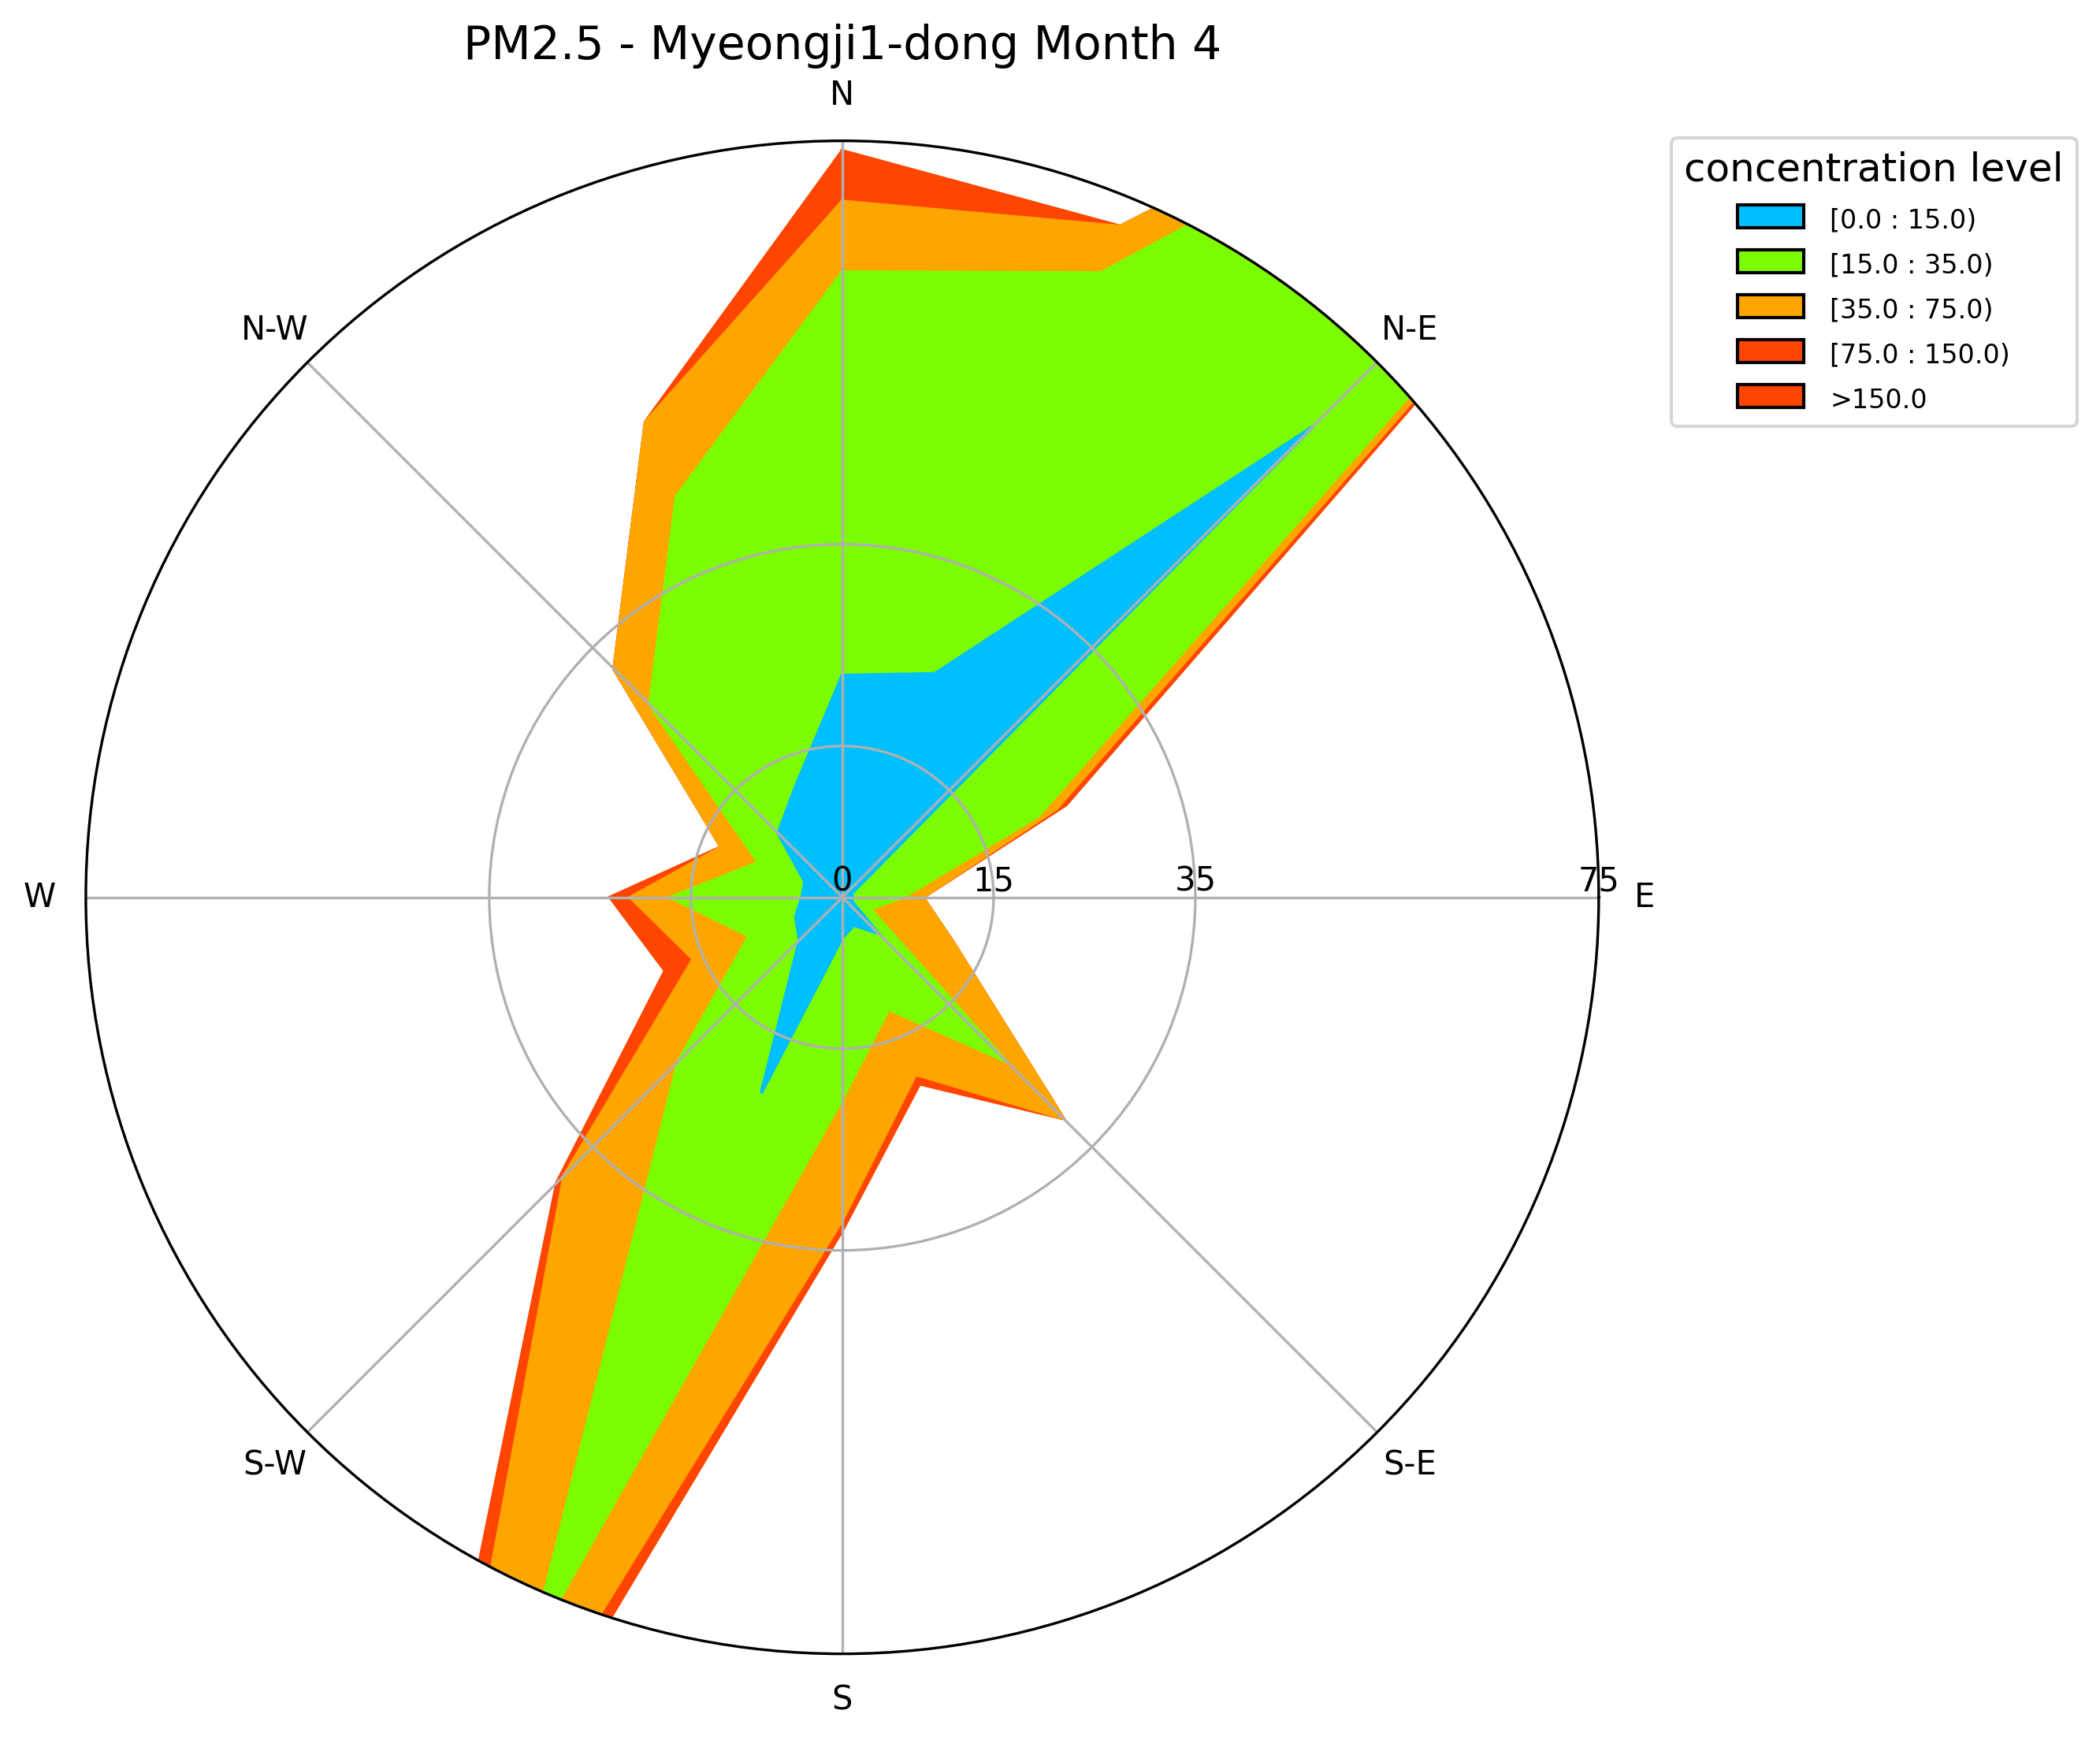 PM2.5 - Myeongji1-dong Month 4
N
N-W
N-E
W
0
15
35
75
E
S-W
S-E
S
concentration level
[0.0 : 15.0)
[15.0 : 35.0)
[35.0 : 75.0)
[75.0 : 150.0)
>150.0